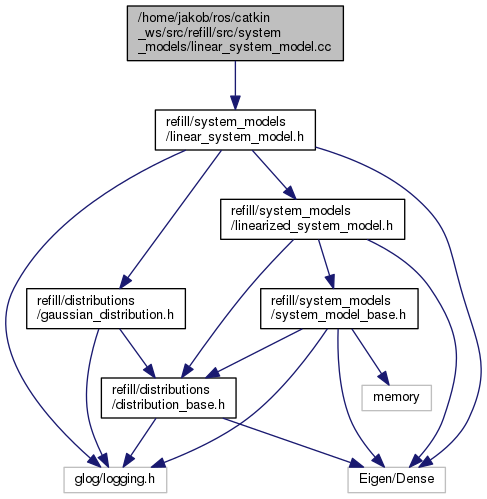 /home/jakob/ros/catkin
_ws/src/refill/src/system
_models/linear_system_model.cc
refill/system_models
/linear_system_model.h
refill/system_models
/linearized_system_model.h
refill/distributions
/gaussian_distribution.h
refill/system_models
/system_model_base.h
refill/distributions
/distribution_base.h
memory
glog/logging.h
Eigen/Dense